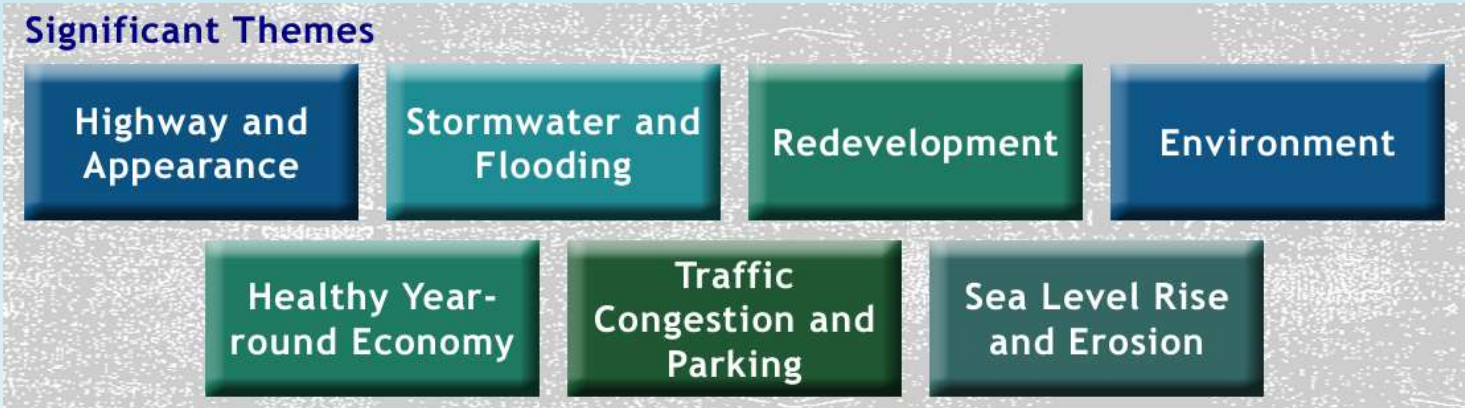 Significant Themes
Highway and
Appearance
Stormwater and
Flooding
Redevelopment
Environment
Healthy Year-
round Economy
Traffic
Congestion and
Parking
Sea Level Rise
and Erosion